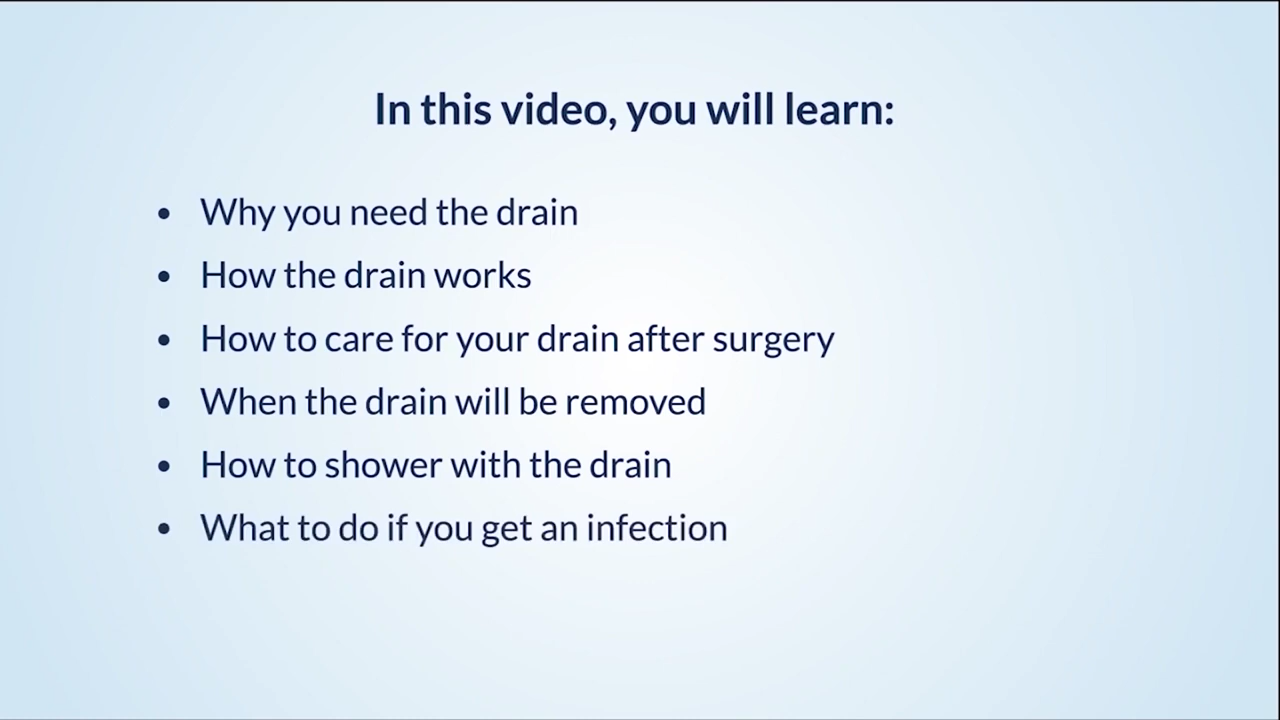 In this video, you will learn:
• Why you need the drain
• How the drain works
• How to care for your drain after surgery
• When the drain will be removed
• How to shower with the drain
• What to do if you get an infection